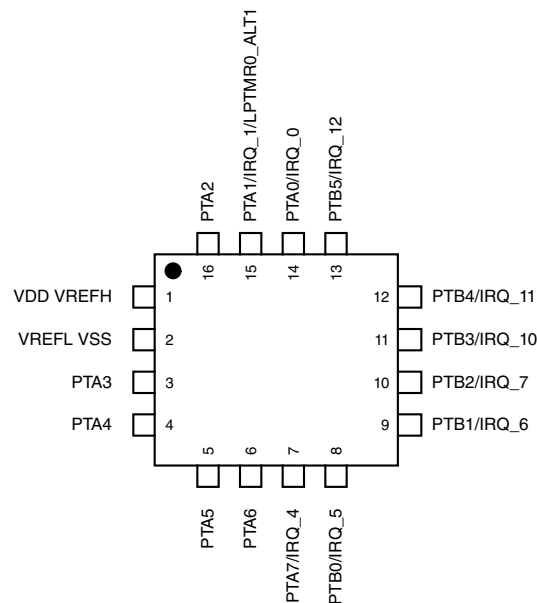 PTA2
PTA1/IRQ_1/LPTMR0_ALT1
PTA0/IRQ_0
PTB5/IRQ_12
16
15
14
13
VDD VREFH
1
12
PTB4/IRQ_11
VREFL VSS
2
11
PTB3/IRQ_10
PTA3
3
10
PTB2/IRQ_7
PTA4
4
9
PTB1/IRQ_6
5
6
7
8
PTA5
PTA6
PTA7/IRQ_4
PTB0/IRQ_5